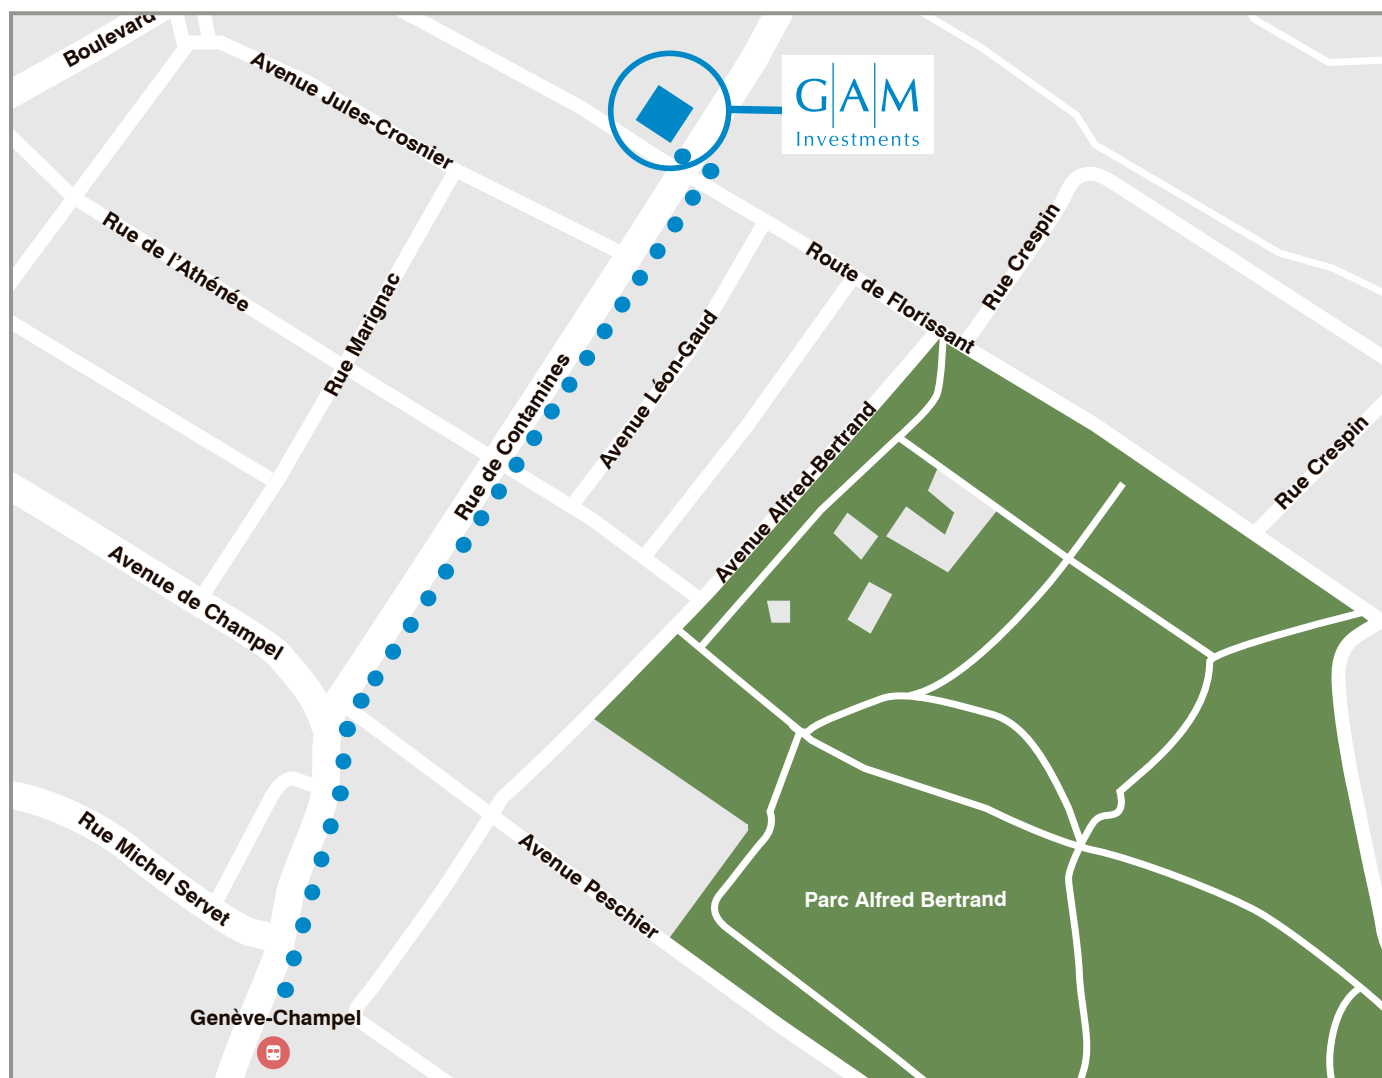 Boulevard
Avenue Jules-Crosnier
G|A|M
Investments
Rue de l'Athénée
Rue Marignac
Rue Crespin
Route de Florissant
Avenue Léon-Gaud
Rue de Contamines
Avenue Alfred-Bertrand
Rue Crespin
Avenue de Champel
Rue Michel Servet
Avenue Peschier
Parc Alfred Bertrand
Genève-Champel